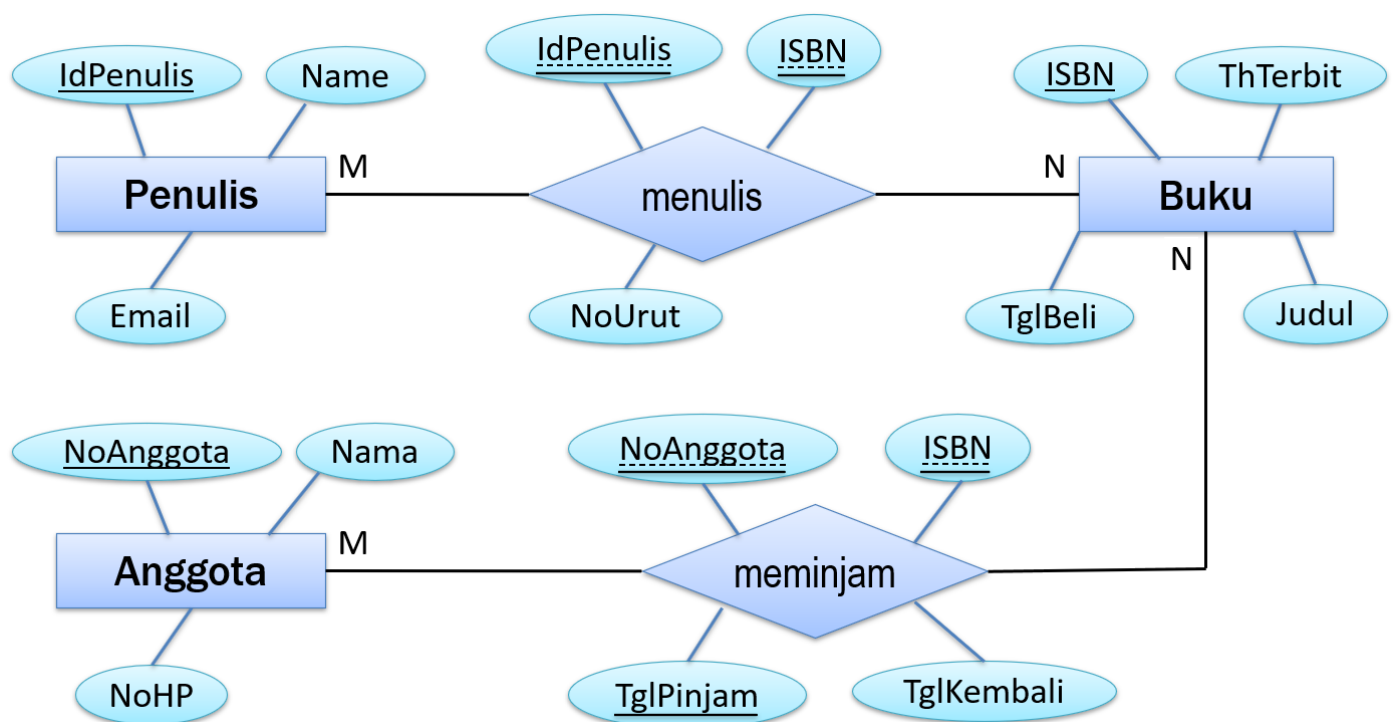 IdPenulis
Name
IdPenulis
ISBN
ISBN
ThTerbit
Penulis
M
menulis
N
Buku
Email
NoUrut
TglBeli
N
Judul
NoAnggota
Nama
NoAnggota
ISBN
Anggota
M
meminjam
NoHP
TglPinjam
TglKembali